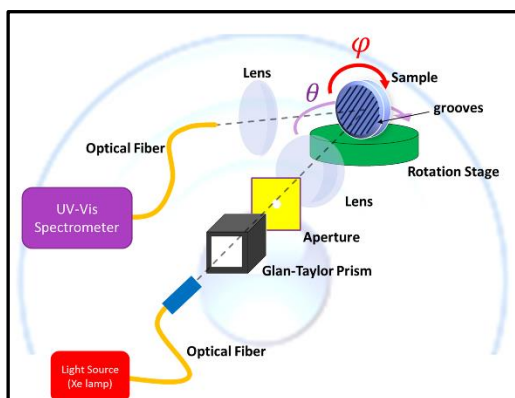 φ
Lens
Sample
θ
grooves
Optical Fiber
Rotation Stage
UV-Vis
Spectrometer
Lens
Aperture
Glan-Taylor Prism
Optical Fiber
Light Source
(Xe lamp)